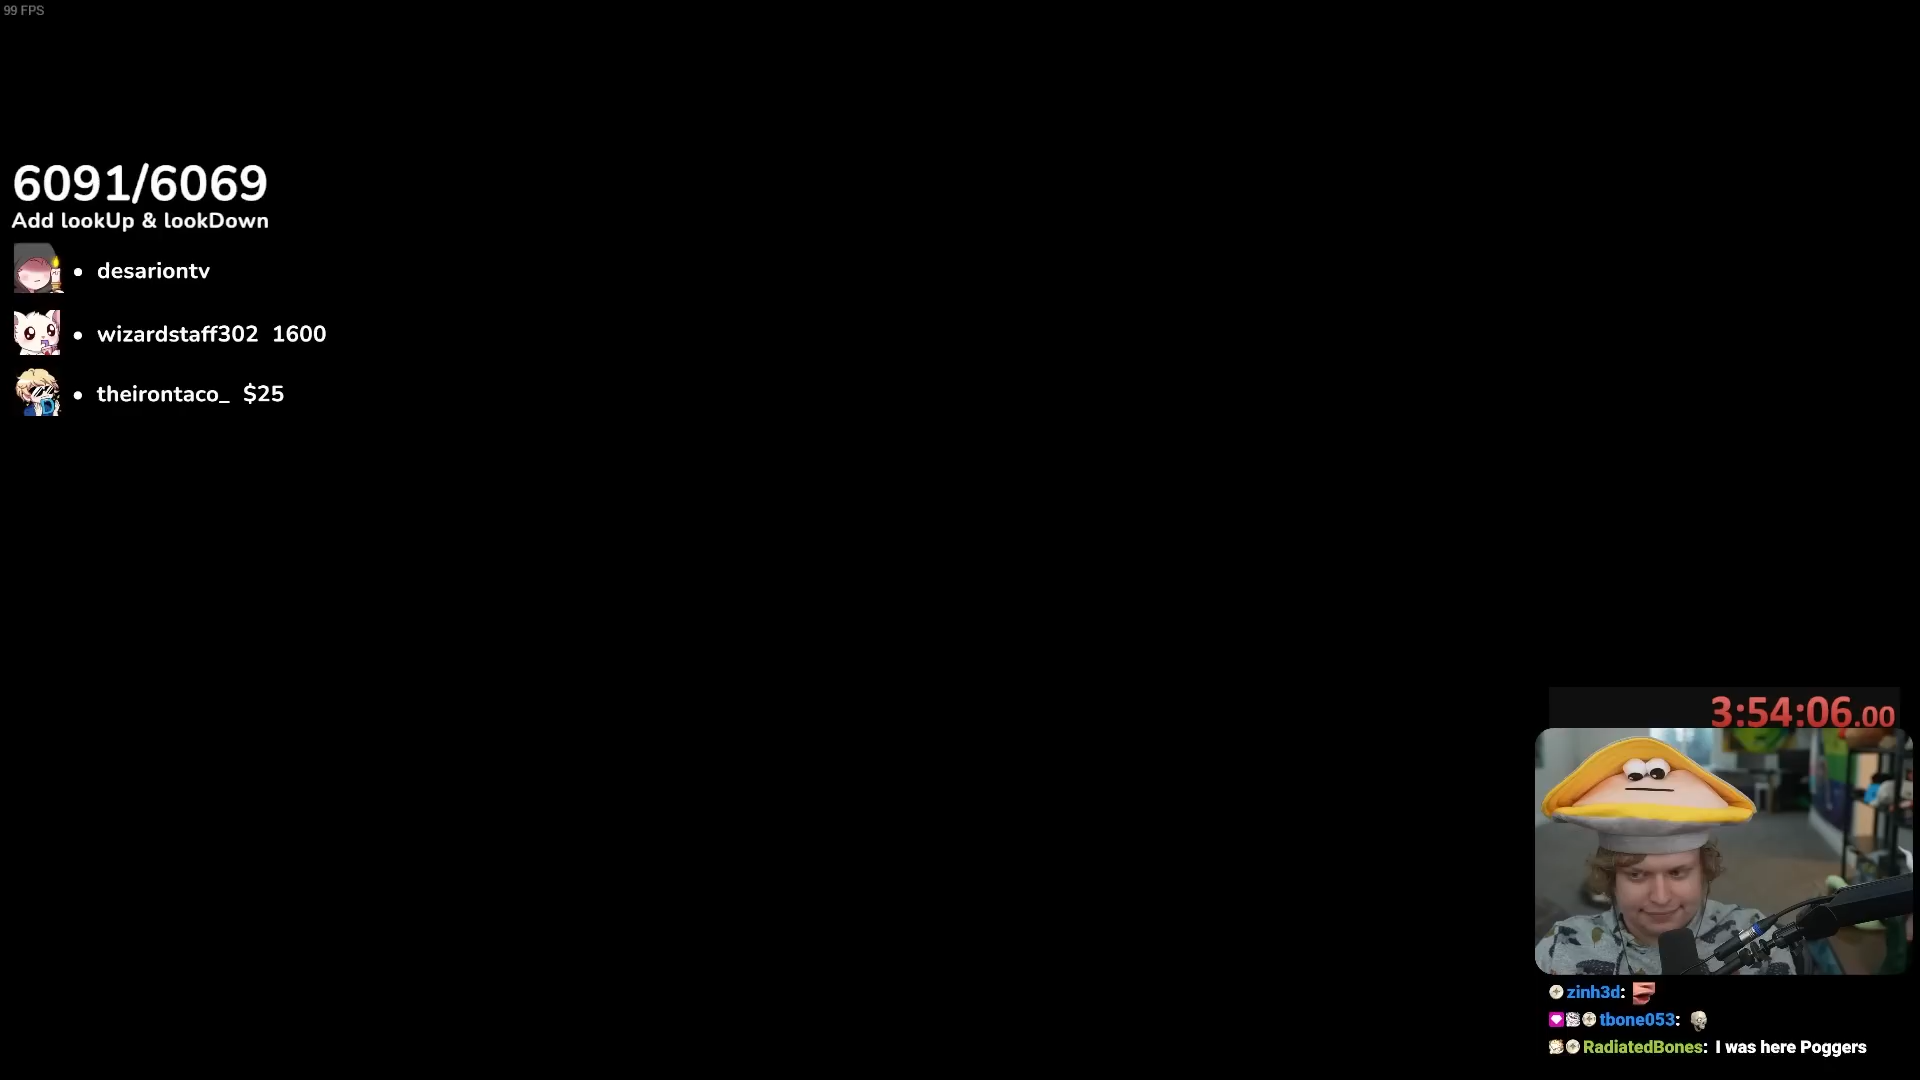 99 FPS
6091/6069
Add lookUp & lookDown
• desariontv
• wizardstaff302 1600
• theirontaco_ $25
3:54:06.00
zinh3d:
tbone053:
RadiatedBones: I was here Poggers